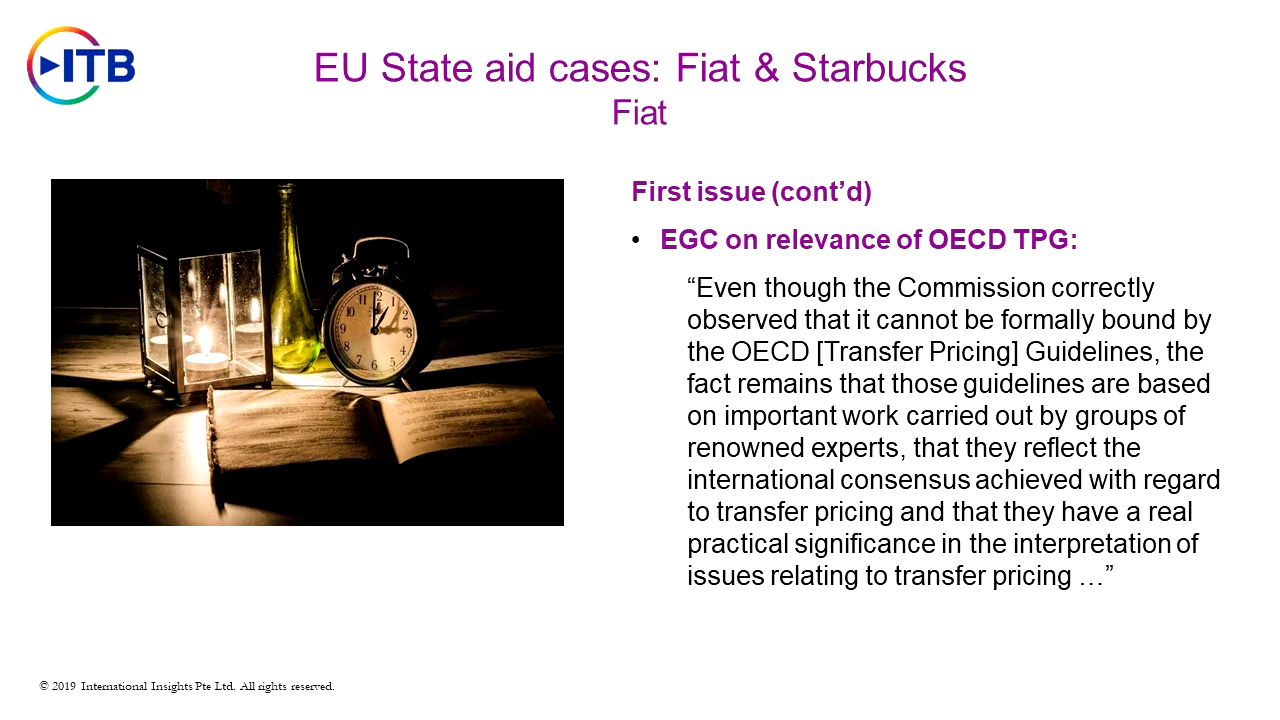 ITB
EU State aid cases: Fiat & Starbucks
Fiat
First issue (cont’d)
• EGC on relevance of OECD TPG:
“Even though the Commission correctly
observed that it cannot be formally bound by
the OECD [Transfer Pricing] Guidelines, the
fact remains that those guidelines are based
on important work carried out by groups of
renowned experts, that they reflect the
international consensus achieved with regard
to transfer pricing and that they have a real
practical significance in the interpretation of
issues relating to transfer pricing …”
© 2019 International Insights Pte Ltd. All rights reserved.